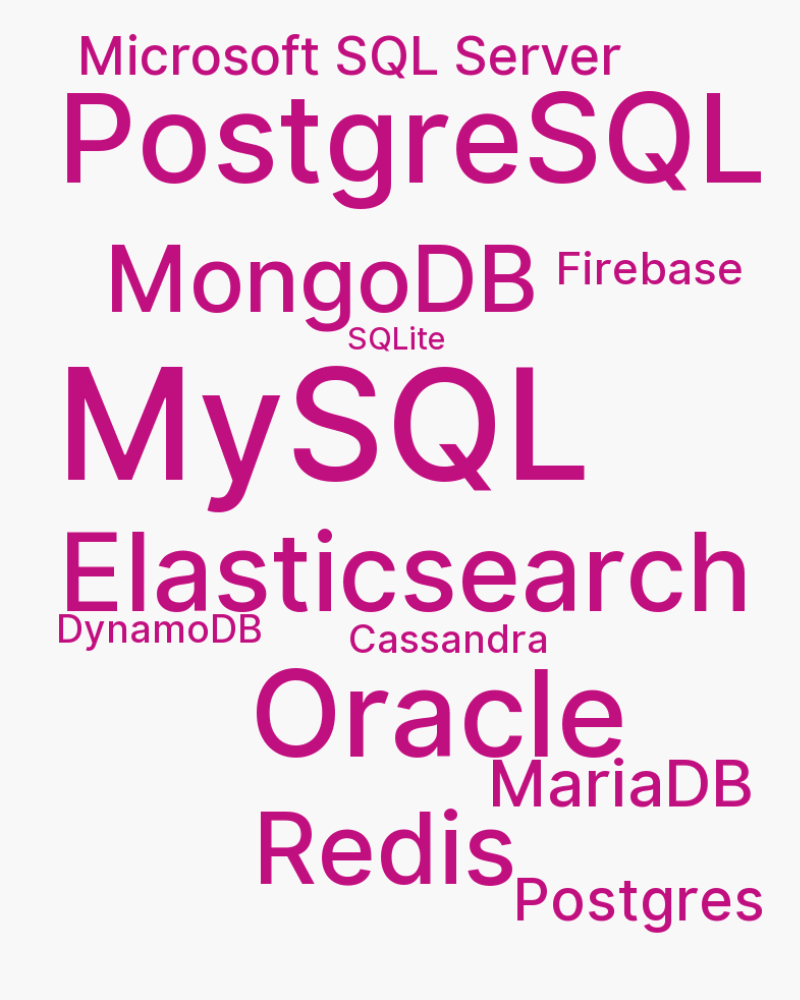 Microsoft SQL Server
PostgreSQL
MongoDB Firebase
SQLite
MySQL
Elasticsearch
DynamoDB Cassandra
Oracle
MariaDB
Redis
Postgres